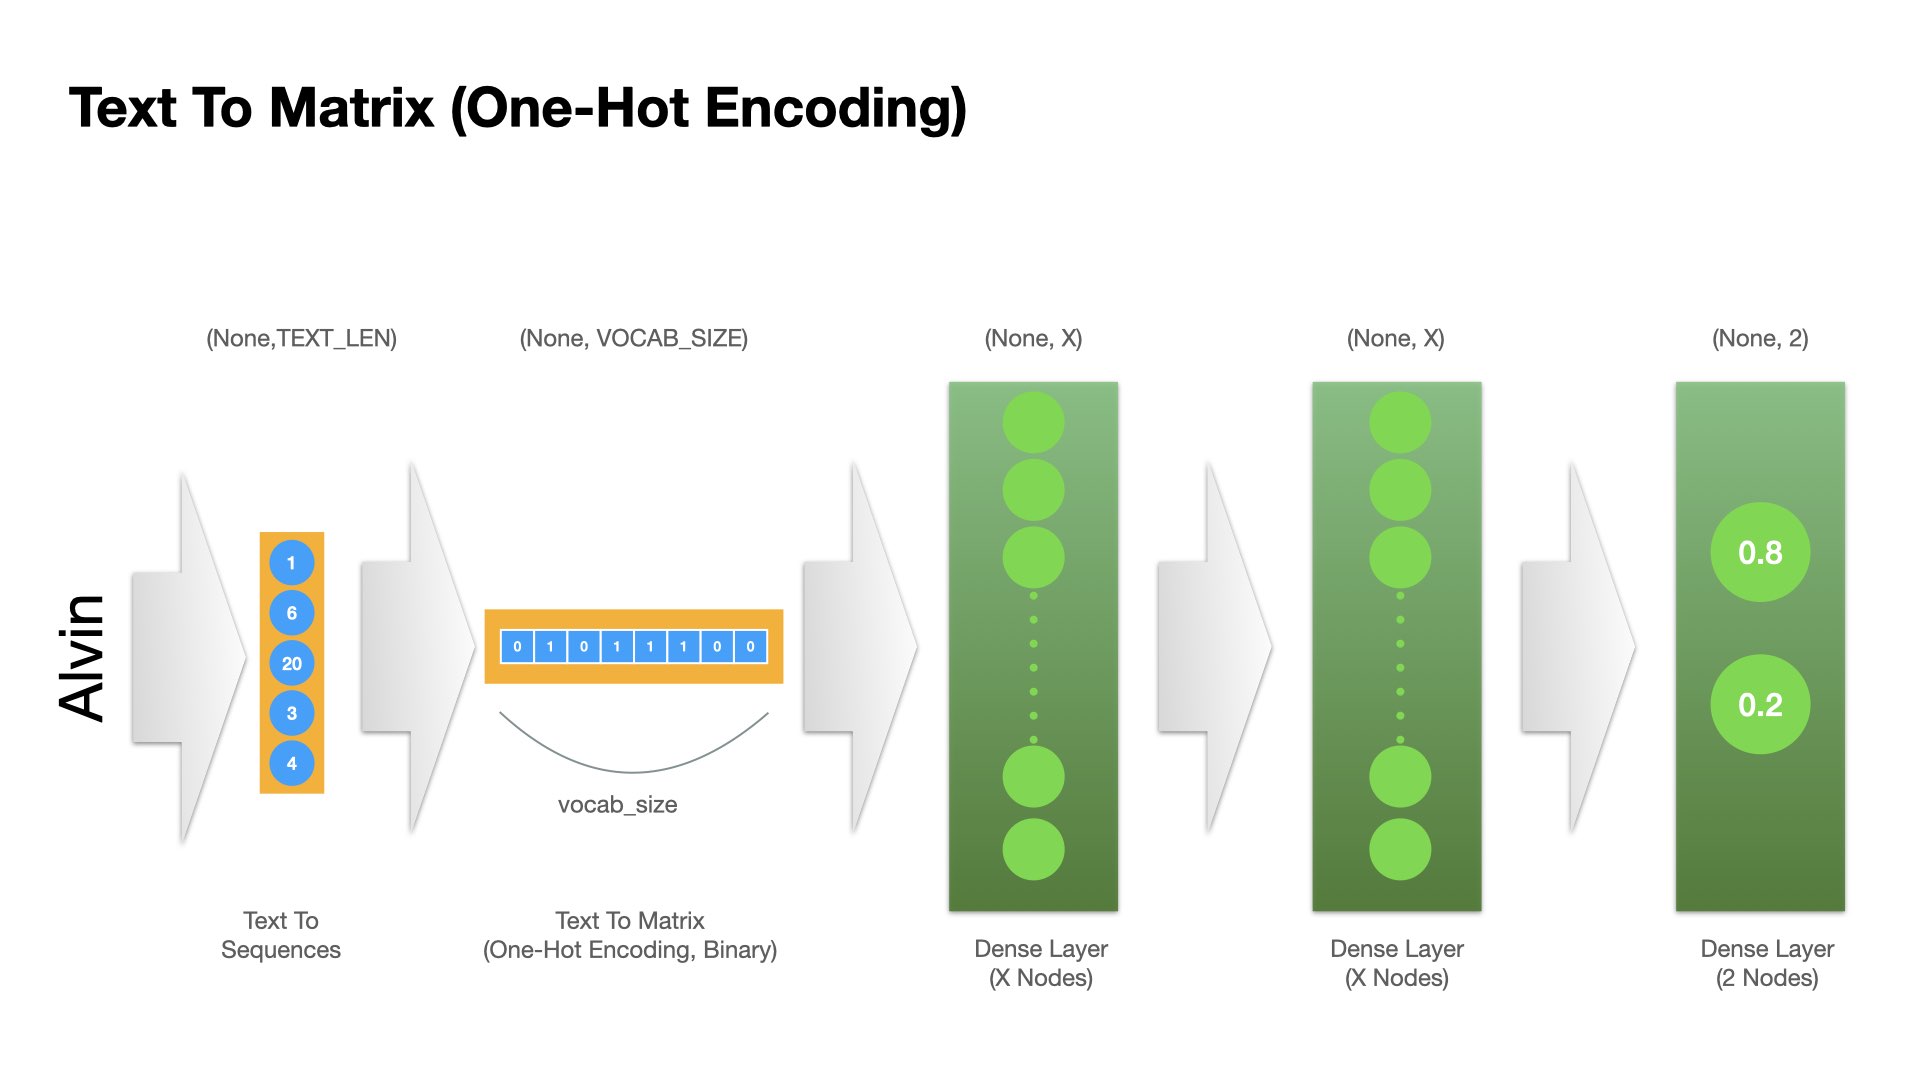 Text To Matrix (One-Hot Encoding)
(None,TEXT_LEN)
(None, VOCAB_SIZE)
(None, X)
(None, X)
(None, 2)
Alvin
1
6
20
3
4
0 1 0 1 1 1 0 0
vocab_size
0.8
0.2
Text To
Sequences
Text To Matrix
(One-Hot Encoding, Binary)
Dense Layer
(X Nodes)
Dense Layer
(X Nodes)
Dense Layer
(2 Nodes)